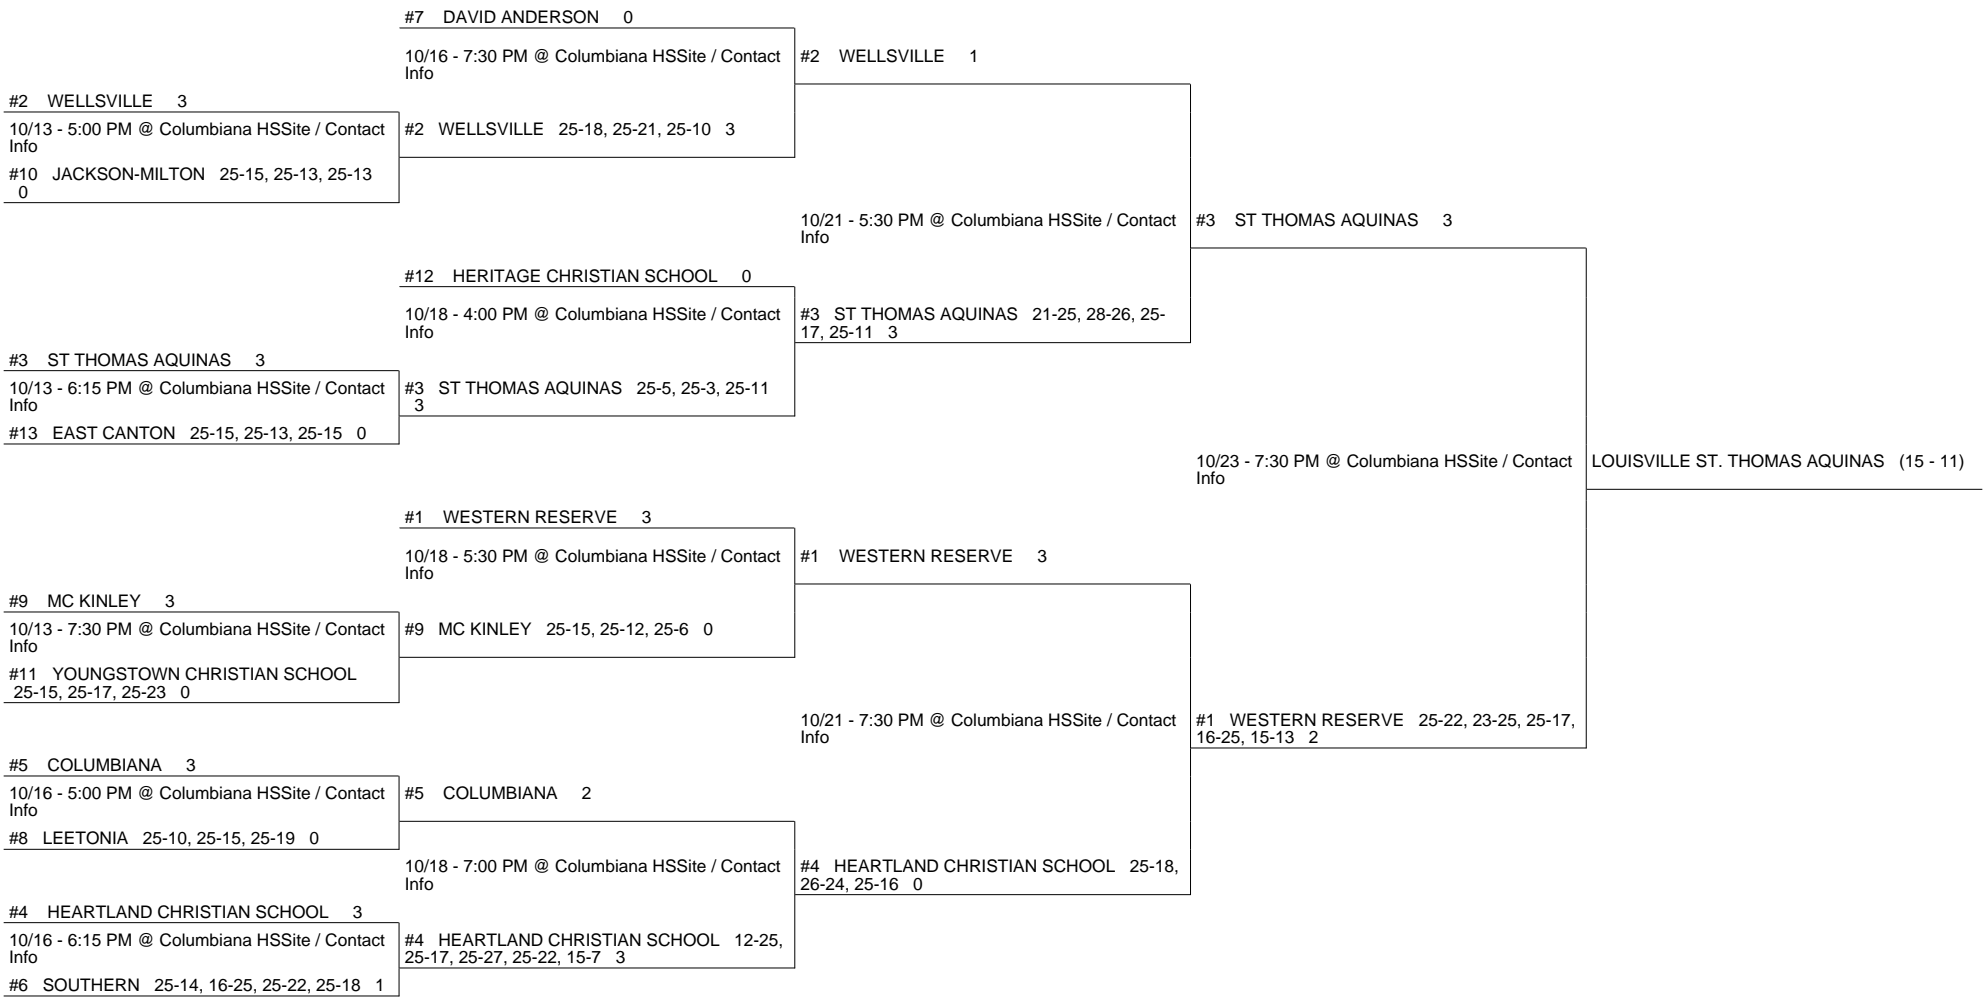 #7 DAVID ANDERSON 0
10/16 - 7:30 PM @ Columbiana HSSite / Contact
Info
#2 WELLSVILLE 1
#2 WELLSVILLE 3
10/13 - 5:00 PM @ Columbiana HSSite / Contact
Info
#2 WELLSVILLE 25-18, 25-21, 25-10 3
#10 JACKSON-MILTON 25-15, 25-13, 25-13
0
10/21 - 5:30 PM @ Columbiana HSSite / Contact
Info
#3 ST THOMAS AQUINAS 3
#12 HERITAGE CHRISTIAN SCHOOL 0
10/18 - 4:00 PM @ Columbiana HSSite / Contact
Info
#3 ST THOMAS AQUINAS 21-25, 28-26, 25-
17, 25-11 3
#3 ST THOMAS AQUINAS 3
10/13 - 6:15 PM @ Columbiana HSSite / Contact
Info
#3 ST THOMAS AQUINAS 25-5, 25-3, 25-11
3
#13 EAST CANTON 25-15, 25-13, 25-15 0
10/23 - 7:30 PM @ Columbiana HSSite / Contact
Info
LOUISVILLE ST. THOMAS AQUINAS (15 - 11)
#1 WESTERN RESERVE 3
10/18 - 5:30 PM @ Columbiana HSSite / Contact
Info
#1 WESTERN RESERVE 3
#9 MC KINLEY 3
10/13 - 7:30 PM @ Columbiana HSSite / Contact
Info
#9 MC KINLEY 25-15, 25-12, 25-6 0
#11 YOUNGSTOWN CHRISTIAN SCHOOL
25-15, 25-17, 25-23 0
10/21 - 7:30 PM @ Columbiana HSSite / Contact
Info
#1 WESTERN RESERVE 25-22, 23-25, 25-17,
16-25, 15-13 2
#5 COLUMBIANA 3
10/16 - 5:00 PM @ Columbiana HSSite / Contact
Info
#5 COLUMBIANA 2
#8 LEETONIA 25-10, 25-15, 25-19 0
10/18 - 7:00 PM @ Columbiana HSSite / Contact
Info
#4 HEARTLAND CHRISTIAN SCHOOL 25-18,
26-24, 25-16 0
#4 HEARTLAND CHRISTIAN SCHOOL 3
10/16 - 6:15 PM @ Columbiana HSSite / Contact
Info
#4 HEARTLAND CHRISTIAN SCHOOL 12-25,
25-17, 25-27, 25-22, 15-7 3
#6 SOUTHERN 25-14, 16-25, 25-22, 25-18 1